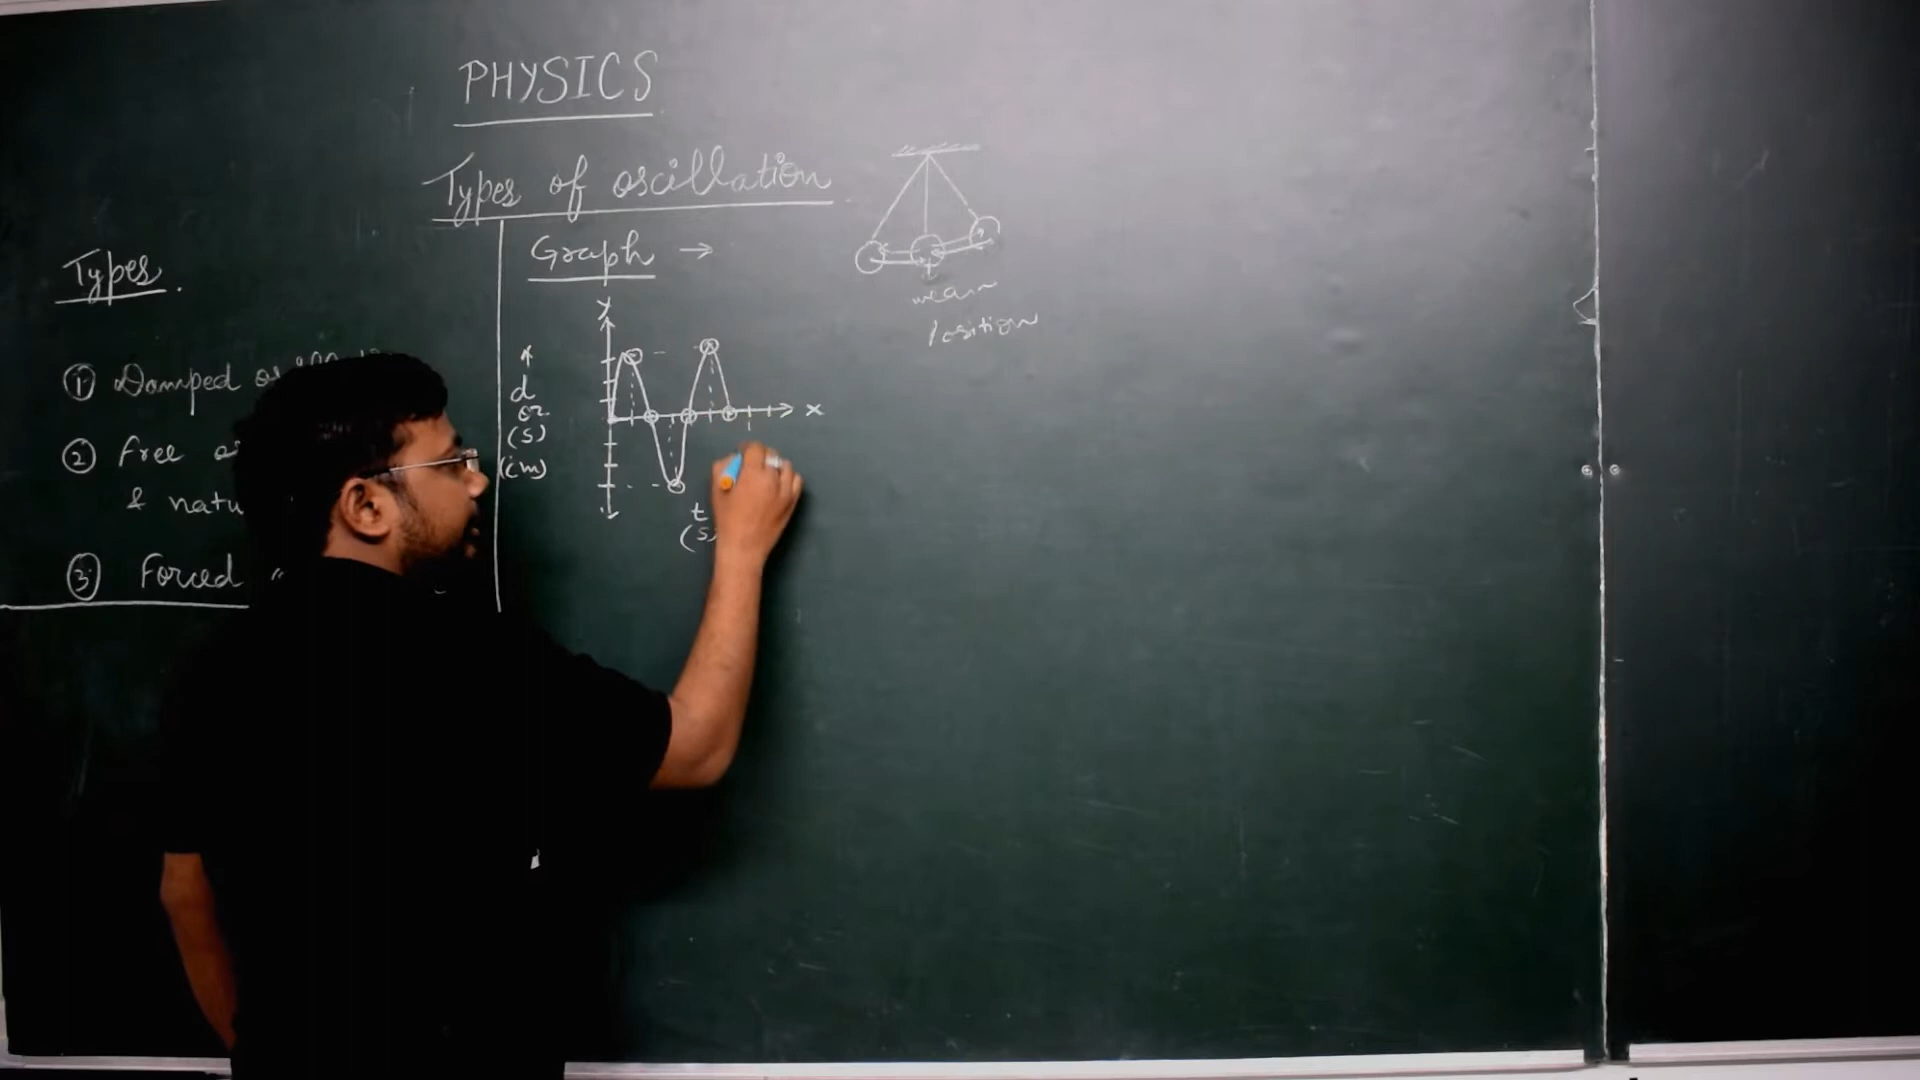 PHYSICS
Types of oscillation
Types.
① Damped
② free
& natu
③ Forced "
Graph →
y
d
or
(s)
(cm)
x
t
(s)
mean
position